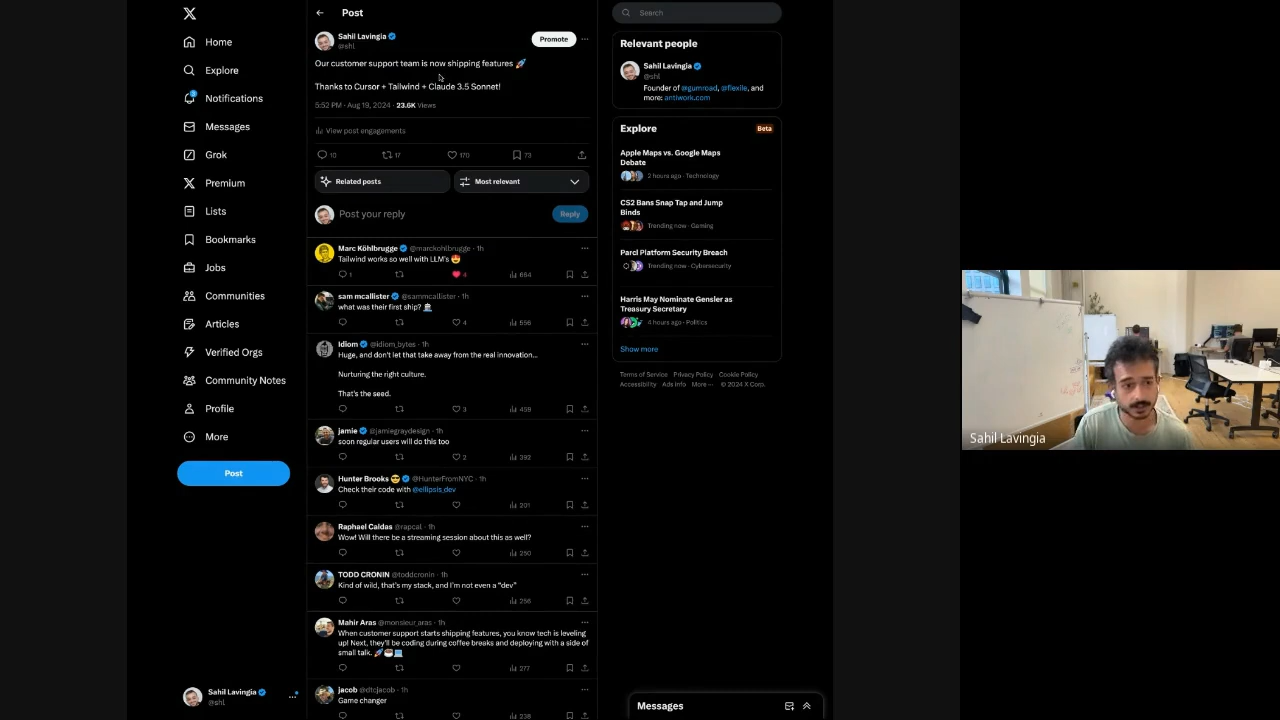 Home
Explore
Notifications
Messages
Grok
Premium
Lists
Bookmarks
Jobs
Communities
Articles
Verified Orgs
Community Notes
Profile
More
Post
Sahil Lavingia
@shl
Post
Sahil Lavingia
@shl
Promote
Our customer support team is now shipping features 🚀
Thanks to Cursor + Tailwind + Claude 3.5 Sonnet!
5:52 PM · Aug 19, 2024 · 23.6K Views
View post engagements
10 17 170 73
Related posts
Most relevant
Post your reply
Reply
Marc Köhlbrugge @marckohlbrugge · 1h
Tailwind works so well with LLM's 😍
1 4 664
sam mcallister @sammcallister · 1h
what was their first ship?
4 556
Idiom @idiom_bytes · 1h
Huge, and don't let that take away from the real innovation...
Nurturing the right culture.
That's the seed.
3 459
jamie @jamiegraydesign · 1h
soon regular users will do this too
2 392
Hunter Brooks 😎 @HunterFromNYC · 1h
Check their code with @ellipsis_dev
201
Raphael Caldas @rapcal · 1h
Wow! Will there be a streaming session about this as well?
250
TODD CRONIN @toddcronin · 1h
Kind of wild, that's my stack, and I'm not even a "dev"
256
Mahir Aras @monsieur_aras · 1h
When customer support starts shipping features, you know tech is leveling
up! Next, they'll be coding during coffee breaks and deploying with a side of
small talk. 🚀☕💻
277
jacob @dtcjacob · 1h
Game changer
238
Search
Relevant people
Sahil Lavingia
@shl
Founder of @gumroad, @flexile, and
more: antiwork.com
Explore
Beta
Apple Maps vs. Google Maps
Debate
2 hours ago · Technology
CS2 Bans Snap Tap and Jump
Binds
Trending now · Gaming
Parcl Platform Security Breach
Trending now · Cybersecurity
Harris May Nominate Gensler as
Treasury Secretary
4 hours ago · Politics
Show more
Terms of Service Privacy Policy Cookie Policy
Accessibility Ads info More ··· © 2024 X Corp.
Messages
Sahil Lavingia